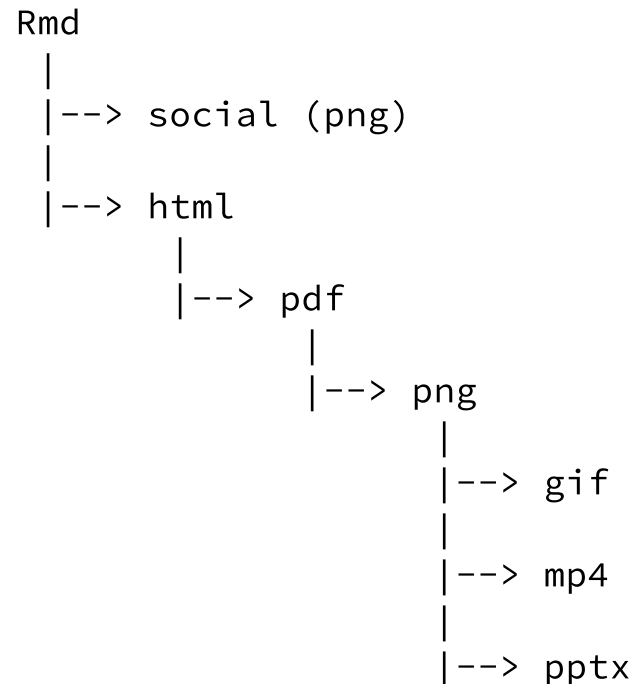 Rmd
 |
 |--> social (png)
 |
 |--> html
       |
       |--> pdf
             |
             |--> png
                   |
                   |--> gif
                   |
                   |--> mp4
                   |
                   |--> pptx